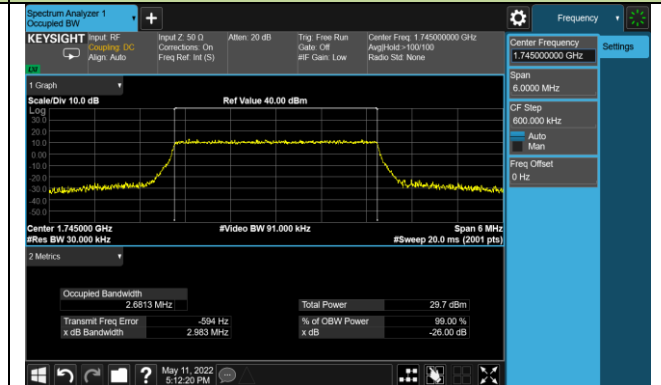 Spectrum Analyzer 1
Occupied BW
+
Frequency
KEYSIGHT Input: RF
Coupling: DC
Align: Auto
Input Z: 50 Ω
Corrections: On
Freq Ref: Int (S)
Atten: 20 dB
Trig: Free Run
Gate: Off
#IF Gain: Low
Center Freq: 1.745000000 GHz
Avg|Hold:>100/100
Radio Std: None
LW
Center Frequency
1.745000000 GHz
Settings
Span
6.0000 MHz
CF Step
600.000 kHz
Auto
Man
Freq Offset
0 Hz
1 Graph
Scale/Div 10.0 dB
Ref Value 40.00 dBm
Log
30.0
20.0
10.0
0.00
-10.0
-20.0
-30.0
-40.0
-50.0
Center 1.745000 GHz
#Video BW 91.000 kHz
Span 6 MHz
#Res BW 30.000 kHz
#Sweep 20.0 ms (2001 pts)
2 Metrics
Occupied Bandwidth
2.6813 MHz
Total Power 29.7 dBm
Transmit Freq Error -594 Hz
% of OBW Power 99.00 %
x dB Bandwidth 2.983 MHz
x dB -26.00 dB
?
May 11, 2022
5:12:20 PM